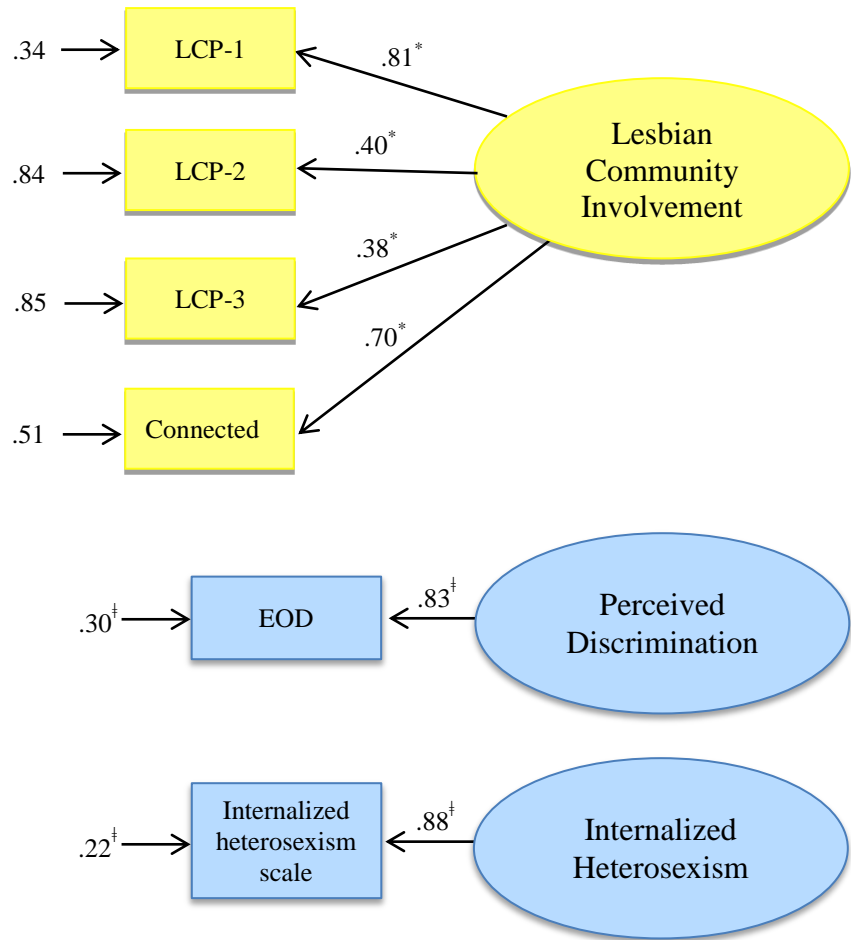 .34
LCP-1
.81*
Lesbian
Community
Involvement
.84
LCP-2
.40*
.85
LCP-3
.38*
.70*
.51
Connected
.30ǂ
EOD
.83ǂ
Perceived
Discrimination
.22ǂ
Internalized
heterosexism
scale
.88ǂ
Internalized
Heterosexism